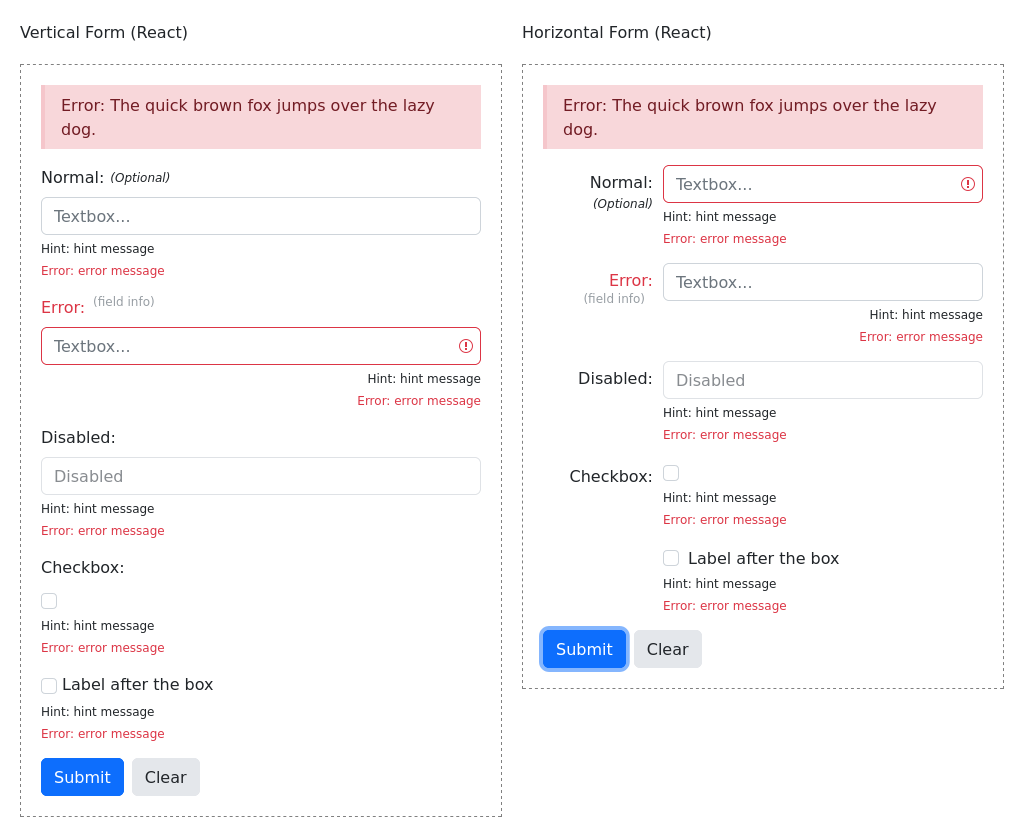 Vertical Form (React)
Error: The quick brown fox jumps over the lazy
dog.
Normal: (Optional)
Textbox...
Hint: hint message
Error: error message
Error: (field info)
Textbox...
Hint: hint message
Error: error message
Disabled:
Disabled
Hint: hint message
Error: error message
Checkbox:
Hint: hint message
Error: error message
Label after the box
Hint: hint message
Error: error message
Submit Clear
Horizontal Form (React)
Error: The quick brown fox jumps over the lazy
dog.
Normal: Textbox...
(Optional)
Hint: hint message
Error: error message
Error: Textbox...
(field info)
Hint: hint message
Error: error message
Disabled: Disabled
Hint: hint message
Error: error message
Checkbox:
Hint: hint message
Error: error message
Label after the box
Hint: hint message
Error: error message
Submit Clear